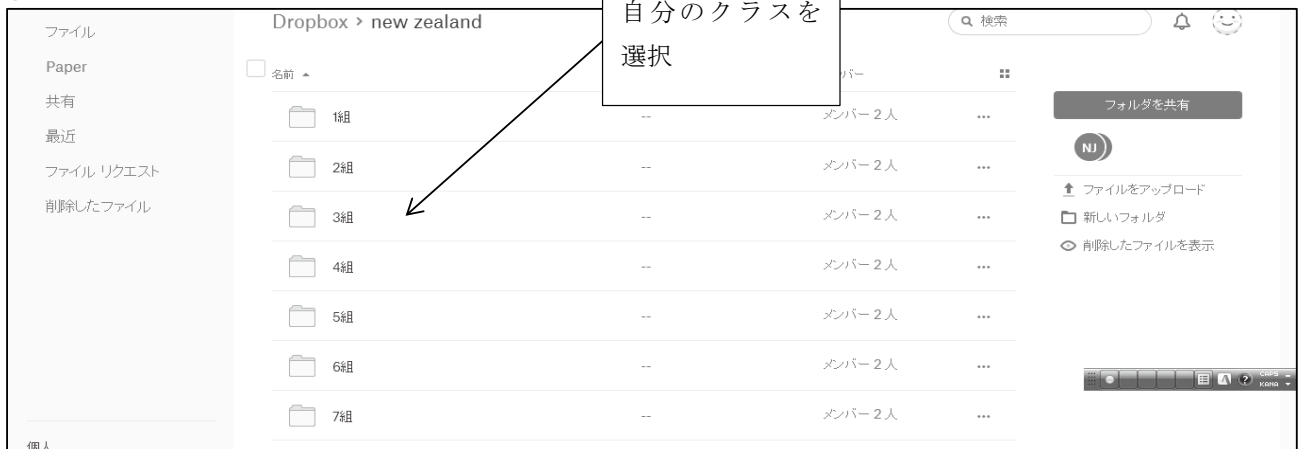 自分のクラスを
選択
ファイル
Paper
共有
最近
ファイル リクエスト
削除したファイル
個人
Dropbox > new zealand
検索
名前
1組 -- メンバー 2 人 •••
2組 -- メンバー 2 人 •••
3組 -- メンバー 2 人 •••
4組 -- メンバー 2 人 •••
5組 -- メンバー 2 人 •••
6組 -- メンバー 2 人 •••
7組 -- メンバー 2 人 •••
フォルダを共有
NJ
ファイルをアップロード
新しいフォルダ
削除したファイルを表示
CAPS
KANA